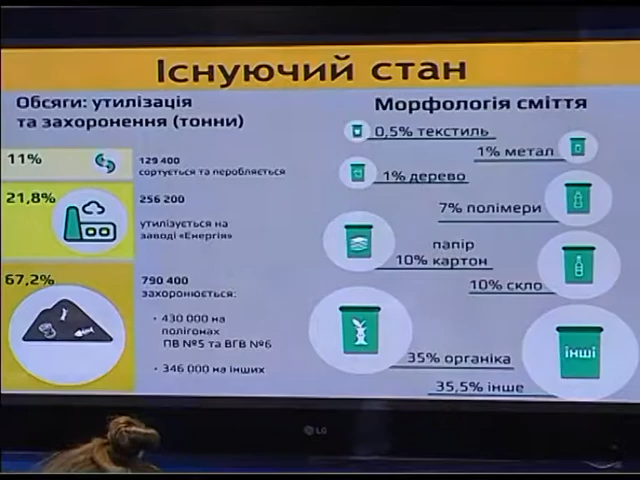 Існуючий стан
Обсяги: утилізація
та захоронення (тонни)
11%
129 400
сортується та перобляється
21,8%
256 200
утилізується на
заводі «Енергія»
67,2%
790 400
захоронюється:
• 430 000 на
полігонах
ПВ №5 та ВГВ №6
• 346 000 на інших
Морфологія сміття
0,5% текстиль
1% метал
1% дерево
7% полімери
папір
10% картон
10% скло
35% органіка
інші
35,5% інше
LG